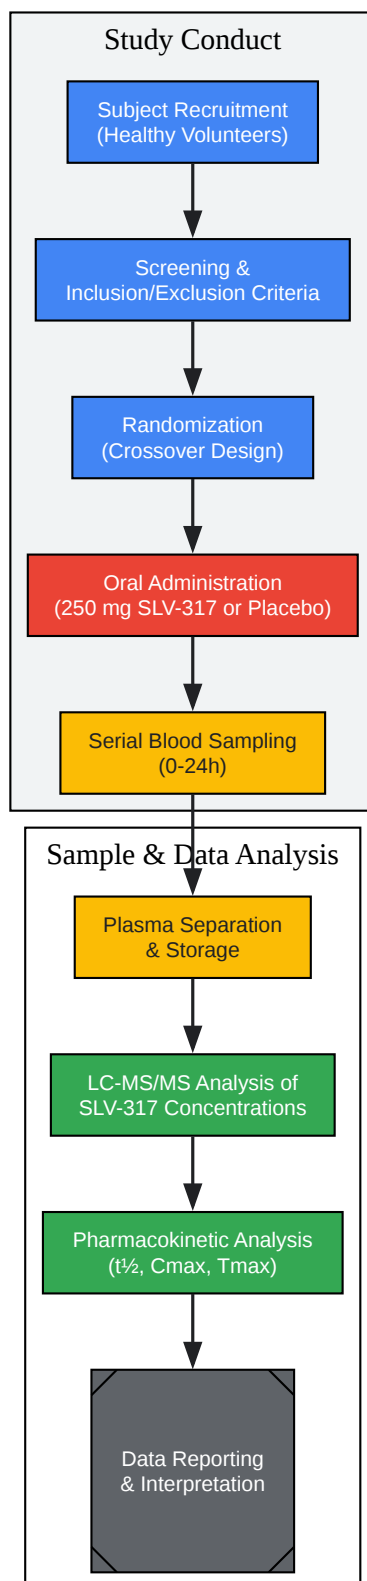 Study Conduct
Subject Recruitment
(Healthy Volunteers)
Screening &
Inclusion/Exclusion Criteria
Randomization
(Crossover Design)
Oral Administration
(250 mg SLV-317 or Placebo)
Serial Blood Sampling
(0-24h)
Sample & Data Analysis
Plasma Separation
& Storage
LC-MS/MS Analysis of
SLV-317 Concentrations
Pharmacokinetic Analysis
(t½, Cmax, Tmax)
Data Reporting
& Interpretation